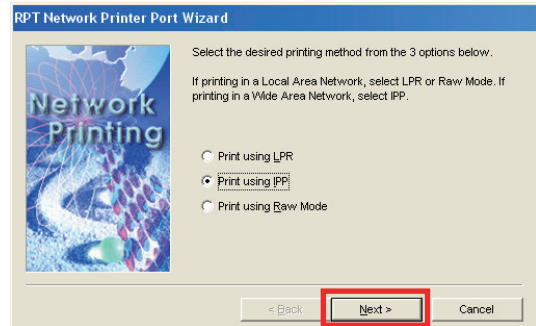 RPT Network Printer Port Wizard
Select the desired printing method from the 3 options below.
If printing in a Local Area Network, select LPR or Raw Mode. If
printing in a Wide Area Network, select IPP.
Network
Printing
Print using LPR
Print using IPP
Print using Raw Mode
< Back
Next >
Cancel